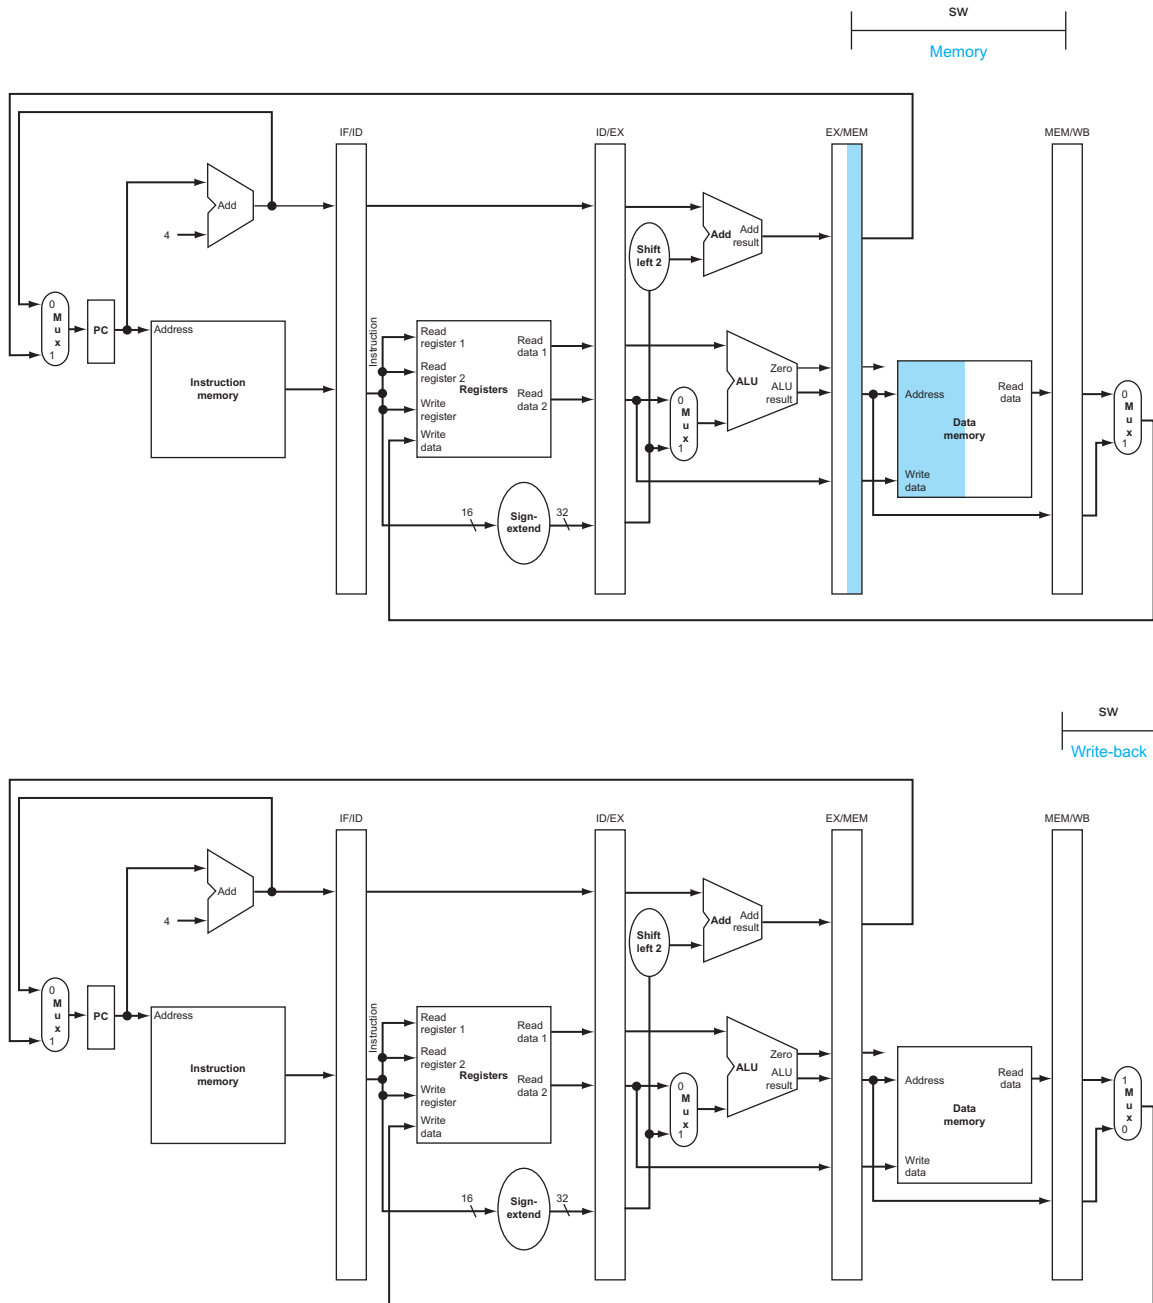 SW
Memory
IF/ID
ID/EX
EX/MEM
MEM/WB
Add
4
Add
Add
result
Shift
left 2
0
M
u
x
1
PC
Address
Instruction
memory
Instruction
Read
register 1
Read
register 2
Write
register
Write
data
Registers
Read
data 1
Read
data 2
0
M
u
x
1
Zero
ALU
ALU
result
Address
Write
data
Data
memory
Read
data
0
M
u
x
1
16
Sign-
extend
32
SW
Write-back
IF/ID
ID/EX
EX/MEM
MEM/WB
Add
4
Add
Add
result
Shift
left 2
0
M
u
x
1
PC
Address
Instruction
memory
Instruction
Read
register 1
Read
register 2
Write
register
Write
data
Registers
Read
data 1
Read
data 2
0
M
u
x
1
Zero
ALU
ALU
result
Address
Write
data
Data
memory
Read
data
1
M
u
x
0
16
Sign-
extend
32